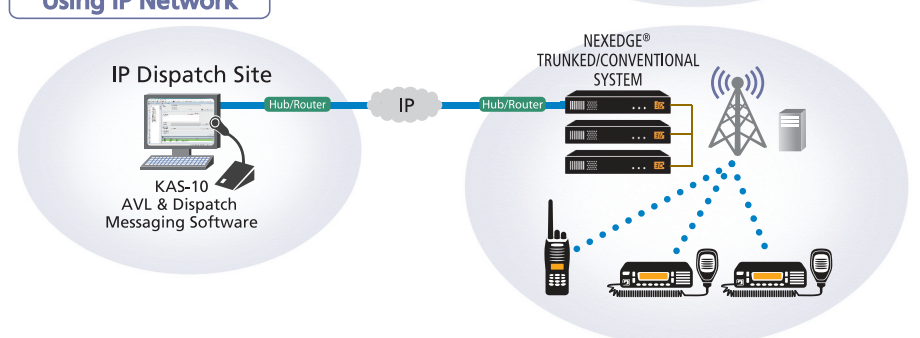 Using IP Network
IP Dispatch Site
Hub/Router
IP
Hub/Router
NEXEDGE®
TRUNKED/CONVENTIONAL
SYSTEM
KAS-10
AVL & Dispatch
Messaging Software